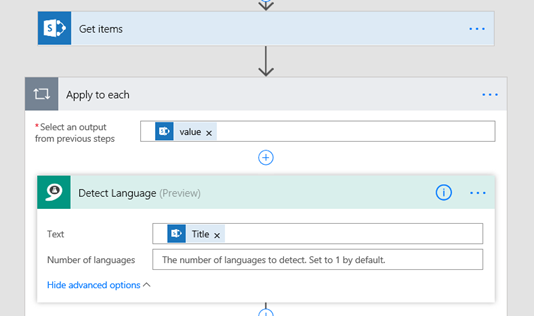 Get items
Apply to each
*Select an output
from previous steps
value x
Detect Language (Preview)
Text
Title x
Number of languages
The number of languages to detect. Set to 1 by default.
Hide advanced options